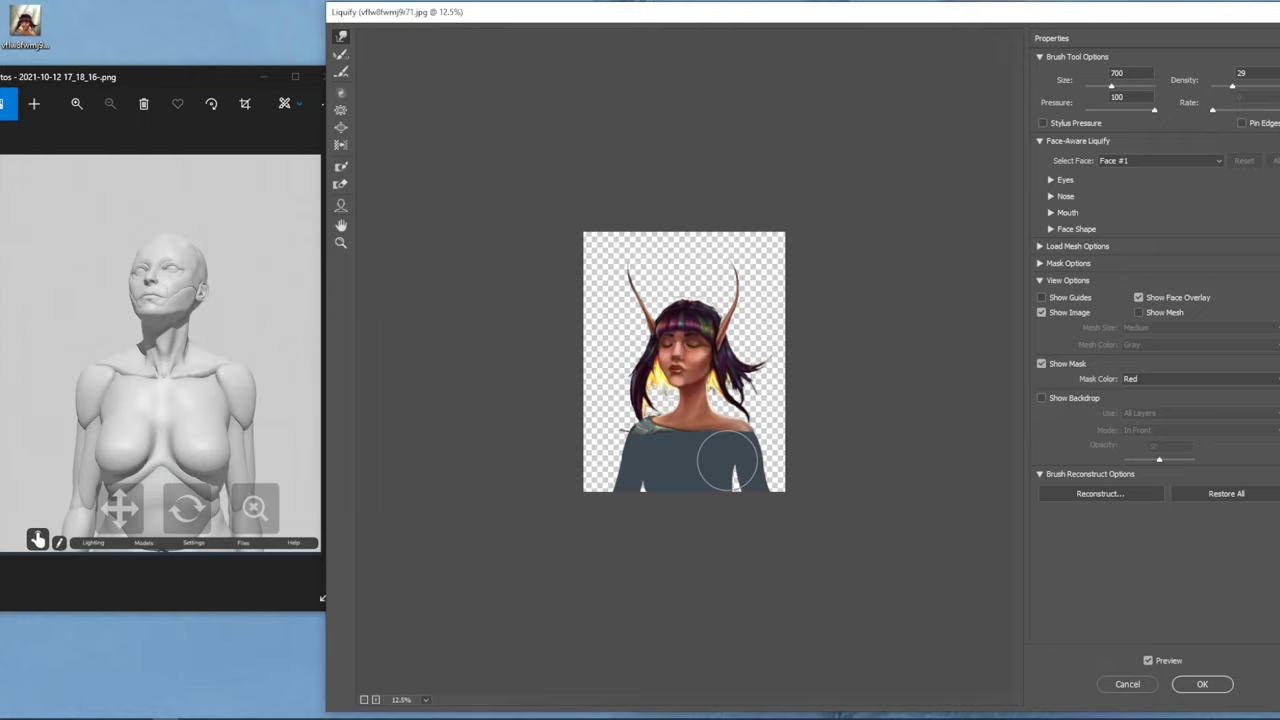 Liquify (vflw8fwmj9r71.jpg @ 12.5%)
vflw8fwmj9...
tos - 2021-10-12 17_18_16-.png
Lighting
Models
Settings
Files
Help
12.5%
Properties
Brush Tool Options
Size: 700
Density: 29
Pressure: 100
Rate:
Stylus Pressure
Pin Edges
Face-Aware Liquify
Select Face: Face #1
Reset
Eyes
Nose
Mouth
Face Shape
Load Mesh Options
Mask Options
View Options
Show Guides
Show Face Overlay
Show Image
Show Mesh
Mesh Size: Medium
Mesh Color: Gray
Show Mask
Mask Color: Red
Show Backdrop
Use: All Layers
Mode: In Front
Opacity: 50
Brush Reconstruct Options
Reconstruct...
Restore All
Preview
Cancel
OK